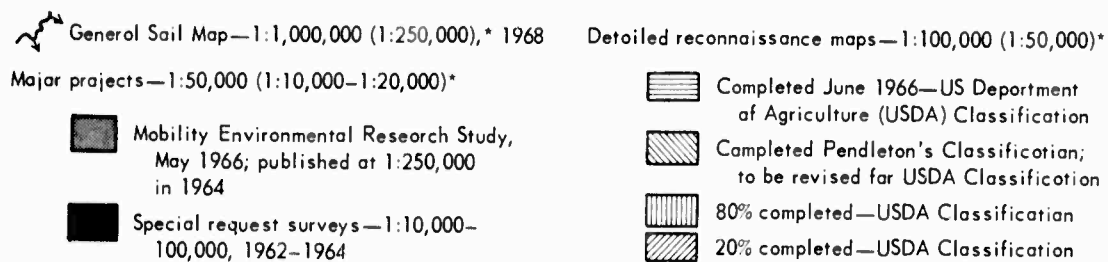 Generol Sail Map—1:1,000,000 (1:250,000),* 1968
Major projects—1:50,000 (1:10,000–1:20,000)*
Mobility Environmental Research Study,
May 1966; published at 1:250,000
in 1964
Special request surveys—1:10,000–
100,000, 1962–1964
Detoiled reconnaissance maps—1:100,000 (1:50,000)*
Completed June 1966—US Deportment
af Agriculture (USDA) Classification
Campleted Pendleton's Classificotian;
to be revised far USDA Classificotion
80% completed—USDA Classificatian
20% completed—USDA Classification